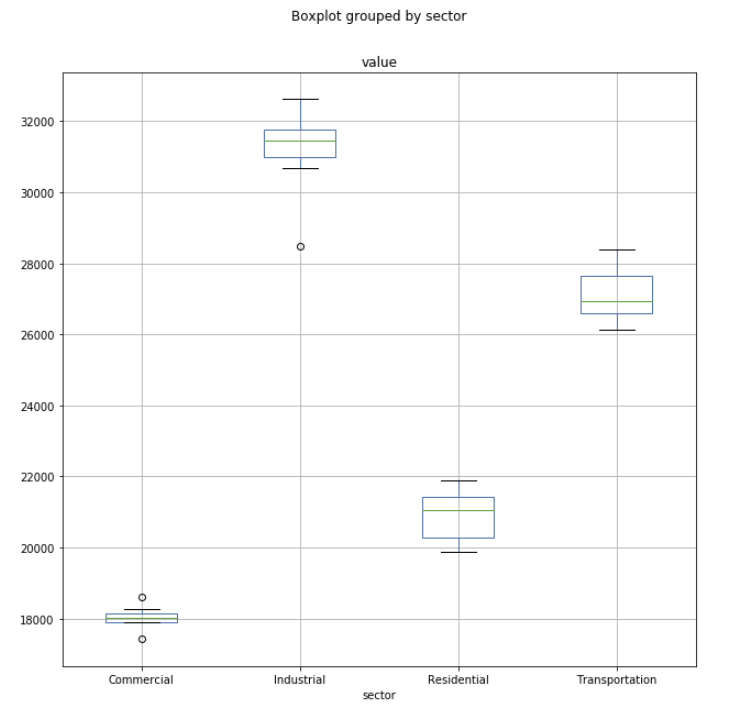 Boxplot grouped by sector
value
32000
30000
28000
26000
24000
22000
20000
18000
Commercial Industrial Residential Transportation
sector